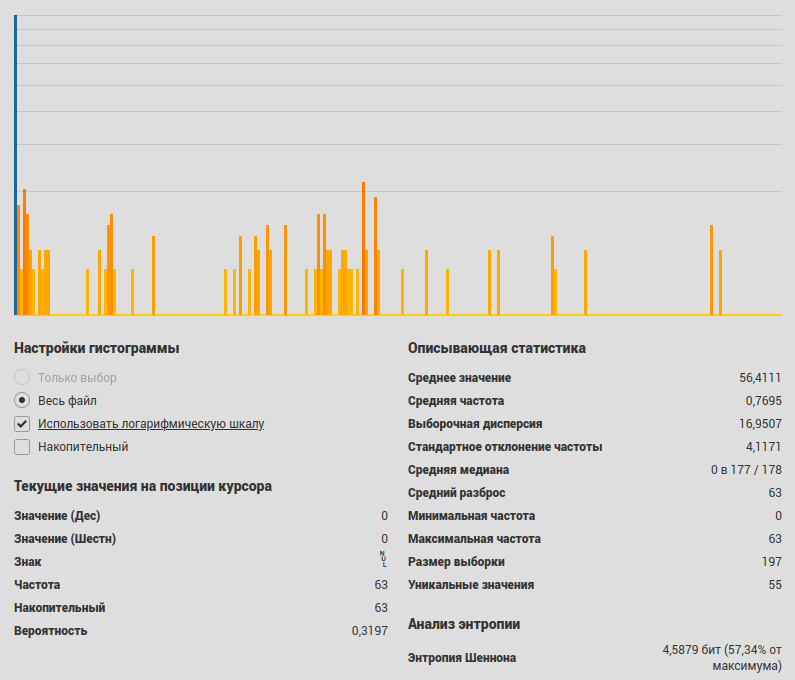 Настройки гистограммы
Только выбор
Весь файл
Использовать логарифмическую шкалу
Накопительный
Текущие значения на позиции курсора
Значение (Дес) 0
Значение (Шестн) 0
Знак NUL
Частота 63
Накопительный 63
Вероятность 0,3197
Описывающая статистика
Среднее значение 56,4111
Средняя частота 0,7695
Выборочная дисперсия 16,9507
Стандартное отклонение частоты 4,1171
Средняя медиана 0 в 177 / 178
Средний разброс 63
Минимальная частота 0
Максимальная частота 63
Размер выборки 197
Уникальные значения 55
Анализ энтропии
Энтропия Шеннона 4,5879 бит (57,34% от
максимума)